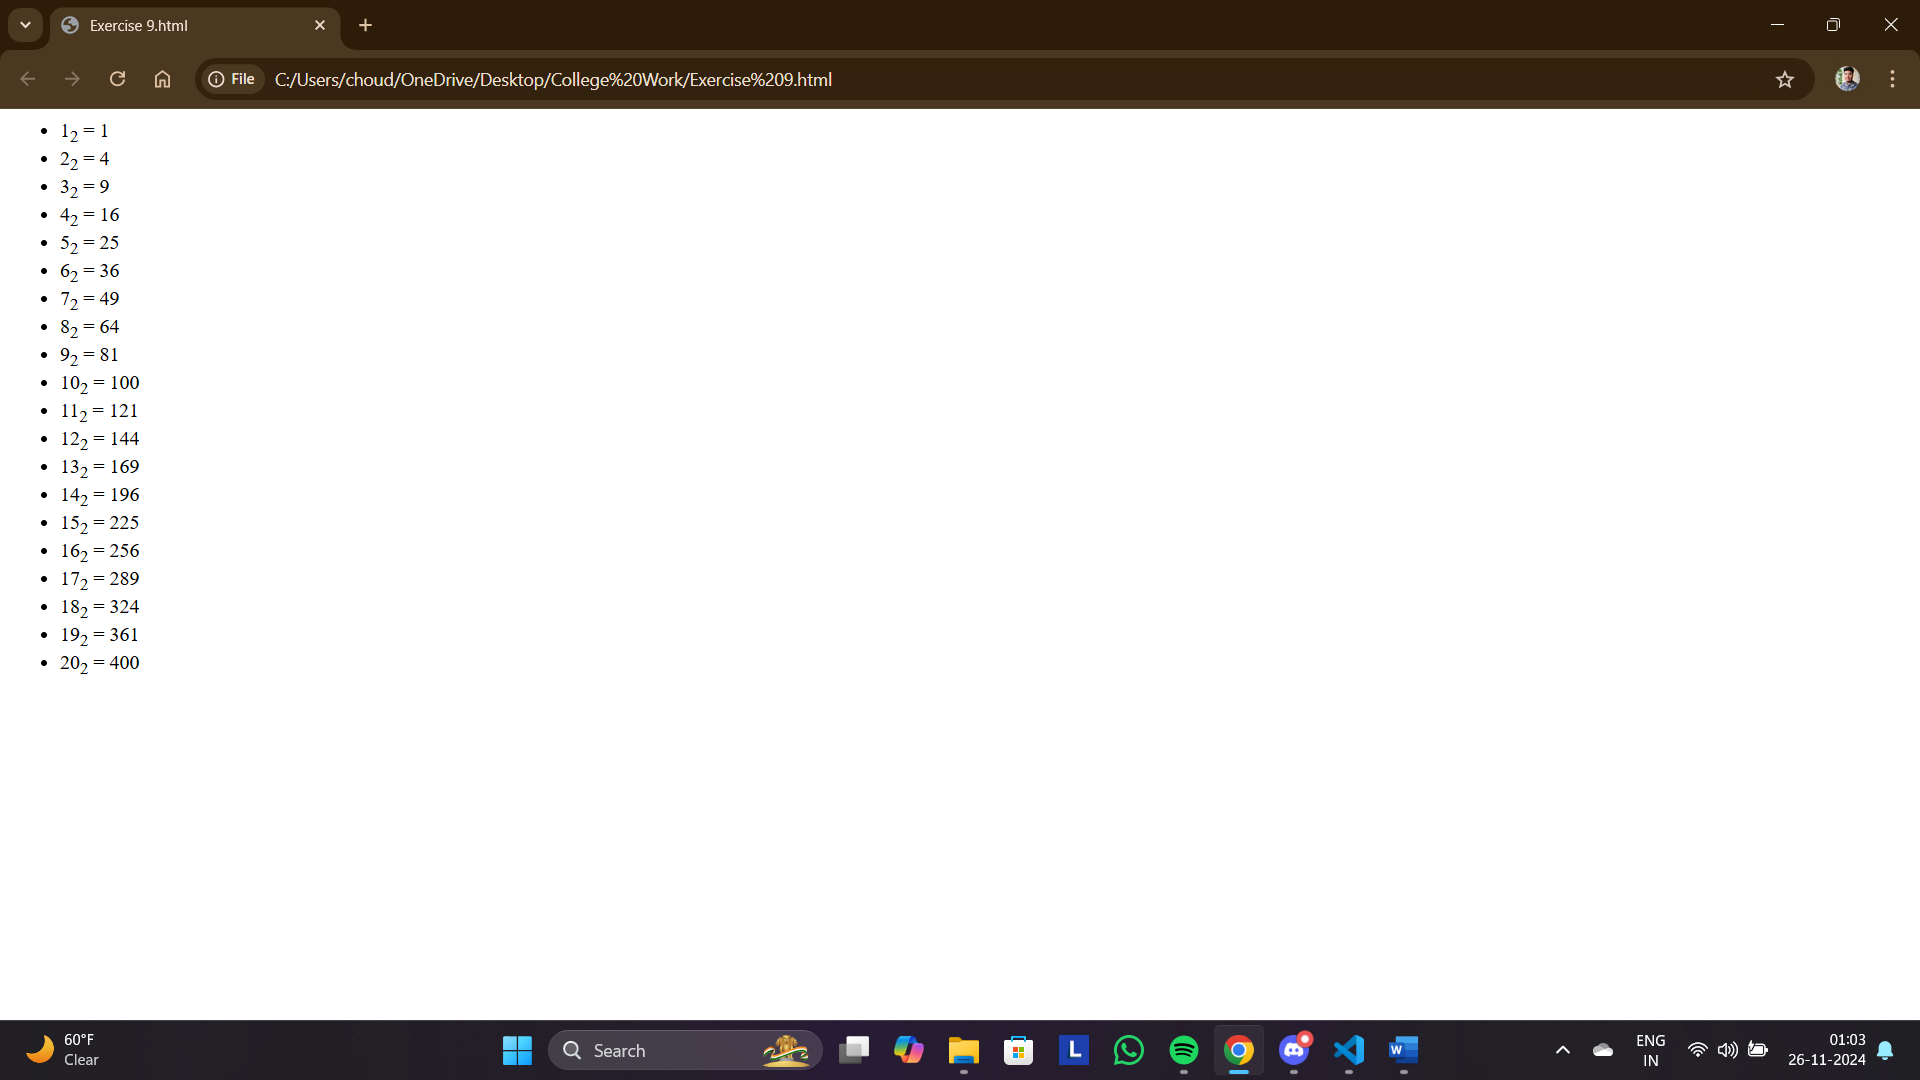 Exercise 9.html
File C:/Users/choud/OneDrive/Desktop/College%20Work/Exercise%209.html
• 1₂ = 1
• 2₂ = 4
• 3₂ = 9
• 4₂ = 16
• 5₂ = 25
• 6₂ = 36
• 7₂ = 49
• 8₂ = 64
• 9₂ = 81
• 10₂ = 100
• 11₂ = 121
• 12₂ = 144
• 13₂ = 169
• 14₂ = 196
• 15₂ = 225
• 16₂ = 256
• 17₂ = 289
• 18₂ = 324
• 19₂ = 361
• 20₂ = 400
60°F
Clear
Search
L
W
ENG
IN
01:03
26-11-2024